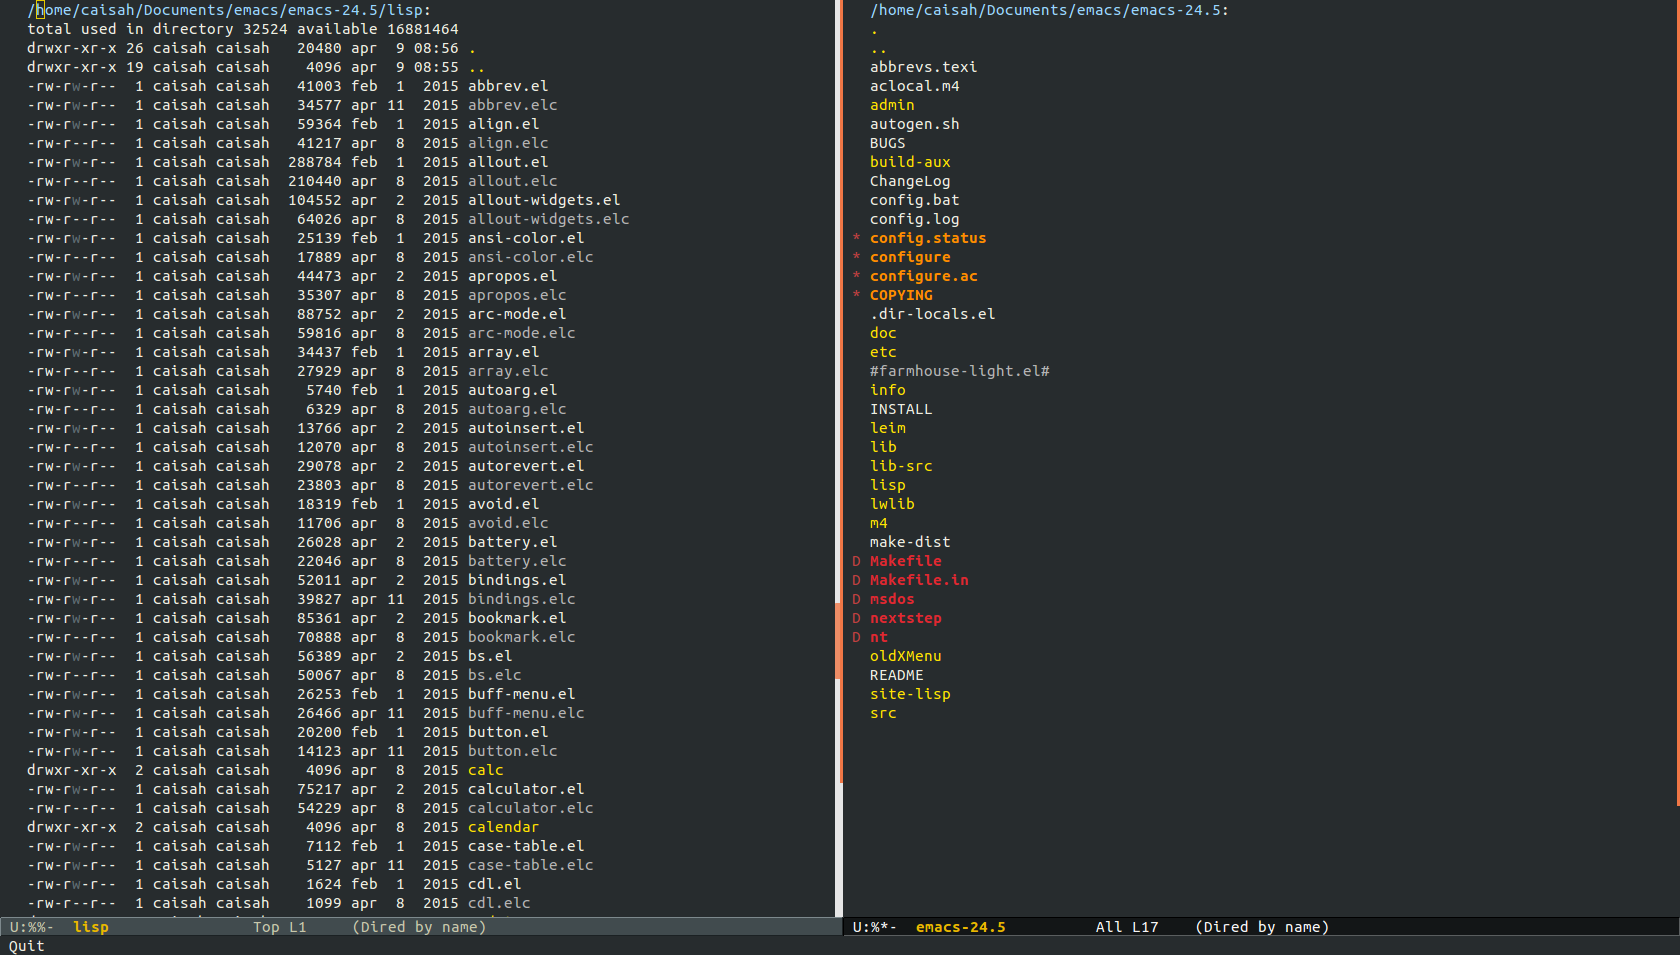 /home/caisah/Documents/emacs/emacs-24.5/lisp:
total used in directory 32524 available 16881464
drwxr-xr-x 26 caisah caisah   20480 apr  9 08:56 .
drwxr-xr-x 19 caisah caisah    4096 apr  9 08:55 ..
-rw-rw-r--  1 caisah caisah   41003 feb  1  2015 abbrev.el
-rw-rw-r--  1 caisah caisah   34577 apr 11  2015 abbrev.elc
-rw-rw-r--  1 caisah caisah   59364 feb  1  2015 align.el
-rw-r--r--  1 caisah caisah   41217 apr  8  2015 align.elc
-rw-rw-r--  1 caisah caisah  288784 feb  1  2015 allout.el
-rw-r--r--  1 caisah caisah  210440 apr  8  2015 allout.elc
-rw-rw-r--  1 caisah caisah  104552 apr  2  2015 allout-widgets.el
-rw-r--r--  1 caisah caisah   64026 apr  8  2015 allout-widgets.elc
-rw-rw-r--  1 caisah caisah   25139 feb  1  2015 ansi-color.el
-rw-r--r--  1 caisah caisah   17889 apr  8  2015 ansi-color.elc
-rw-rw-r--  1 caisah caisah   44473 apr  2  2015 apropos.el
-rw-r--r--  1 caisah caisah   35307 apr  8  2015 apropos.elc
-rw-rw-r--  1 caisah caisah   88752 apr  2  2015 arc-mode.el
-rw-r--r--  1 caisah caisah   59816 apr  8  2015 arc-mode.elc
-rw-rw-r--  1 caisah caisah   34437 feb  1  2015 array.el
-rw-r--r--  1 caisah caisah   27929 apr  8  2015 array.elc
-rw-rw-r--  1 caisah caisah    5740 feb  1  2015 autoarg.el
-rw-r--r--  1 caisah caisah    6329 apr  8  2015 autoarg.elc
-rw-rw-r--  1 caisah caisah   13766 apr  2  2015 autoinsert.el
-rw-r--r--  1 caisah caisah   12070 apr  8  2015 autoinsert.elc
-rw-rw-r--  1 caisah caisah   29078 apr  2  2015 autorevert.el
-rw-r--r--  1 caisah caisah   23803 apr  8  2015 autorevert.elc
-rw-rw-r--  1 caisah caisah   18319 feb  1  2015 avoid.el
-rw-r--r--  1 caisah caisah   11706 apr  8  2015 avoid.elc
-rw-rw-r--  1 caisah caisah   26028 apr  2  2015 battery.el
-rw-r--r--  1 caisah caisah   22046 apr  8  2015 battery.elc
-rw-rw-r--  1 caisah caisah   52011 apr  2  2015 bindings.el
-rw-rw-r--  1 caisah caisah   39827 apr 11  2015 bindings.elc
-rw-rw-r--  1 caisah caisah   85361 apr  2  2015 bookmark.el
-rw-r--r--  1 caisah caisah   70888 apr  8  2015 bookmark.elc
-rw-rw-r--  1 caisah caisah   56389 apr  2  2015 bs.el
-rw-r--r--  1 caisah caisah   50067 apr  8  2015 bs.elc
-rw-rw-r--  1 caisah caisah   26253 feb  1  2015 buff-menu.el
-rw-rw-r--  1 caisah caisah   26466 apr 11  2015 buff-menu.elc
-rw-rw-r--  1 caisah caisah   20200 feb  1  2015 button.el
-rw-rw-r--  1 caisah caisah   14123 apr 11  2015 button.elc
drwxr-xr-x  2 caisah caisah    4096 apr  8  2015 calc
-rw-rw-r--  1 caisah caisah   75217 apr  2  2015 calculator.el
-rw-r--r--  1 caisah caisah   54229 apr  8  2015 calculator.elc
drwxr-xr-x  2 caisah caisah    4096 apr  8  2015 calendar
-rw-rw-r--  1 caisah caisah    7112 feb  1  2015 case-table.el
-rw-rw-r--  1 caisah caisah    5127 apr 11  2015 case-table.elc
-rw-rw-r--  1 caisah caisah    1624 feb  1  2015 cdl.el
-rw-r--r--  1 caisah caisah    1099 apr  8  2015 cdl.elc
U:%%-  lisp                Top L1     (Dired by name)
/home/caisah/Documents/emacs/emacs-24.5:
.
..
abbrevs.texi
aclocal.m4
admin
autogen.sh
BUGS
build-aux
ChangeLog
config.bat
config.log
* config.status
* configure
* configure.ac
* COPYING
.dir-locals.el
doc
etc
#farmhouse-light.el#
info
INSTALL
leim
lib
lib-src
lisp
lwlib
m4
make-dist
D Makefile
D Makefile.in
D msdos
D nextstep
D nt
oldXMenu
README
site-lisp
src
U:%*-  emacs-24.5          All L17    (Dired by name)
Quit